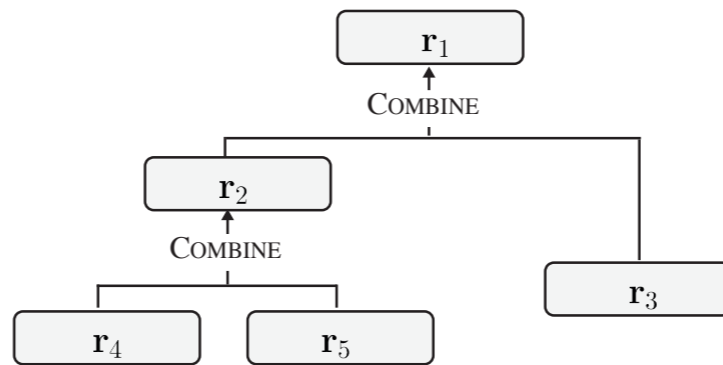 r₁
COMBINE
r₂
COMBINE
r₃
r₄ r₅